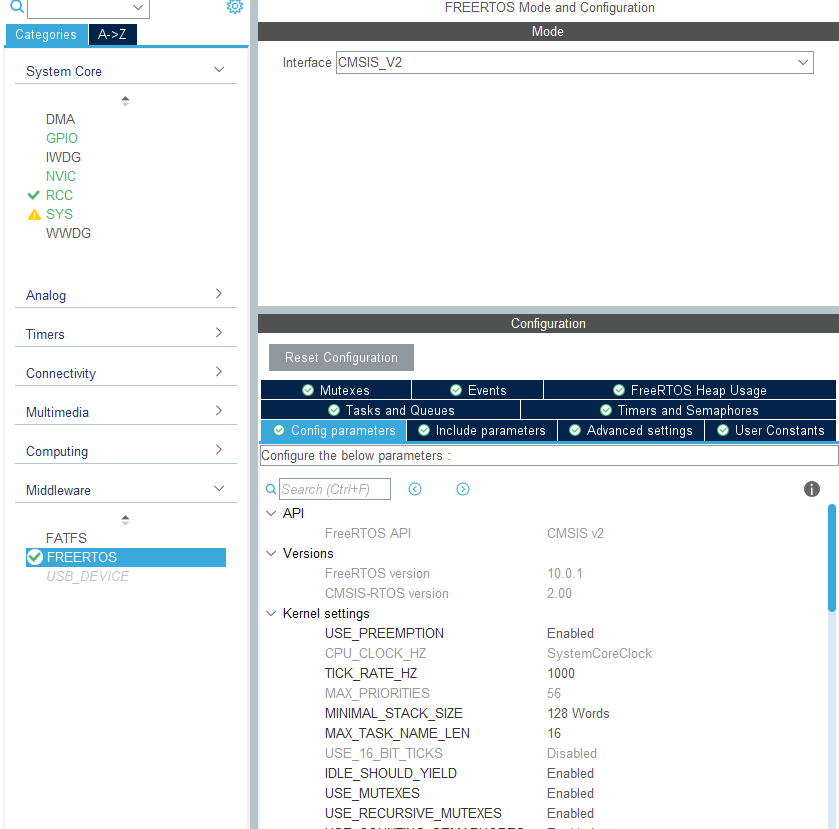 FREERTOS Mode and Configuration
Categories
A->Z
Mode
Interface CMSIS_V2
System Core
DMA
GPIO
IWDG
NVIC
RCC
SYS
WWDG
Analog
Timers
Connectivity
Multimedia
Computing
Middleware
FATFS
FREERTOS
USB_DEVICE
Configuration
Reset Configuration
Mutexes
Events
FreeRTOS Heap Usage
Tasks and Queues
Timers and Semaphores
Config parameters
Include parameters
Advanced settings
User Constants
Configure the below parameters :
Search (Ctrl+F)
API
FreeRTOS API CMSIS v2
Versions
FreeRTOS version 10.0.1
CMSIS-RTOS version 2.00
Kernel settings
USE_PREEMPTION Enabled
CPU_CLOCK_HZ SystemCoreClock
TICK_RATE_HZ 1000
MAX_PRIORITIES 56
MINIMAL_STACK_SIZE 128 Words
MAX_TASK_NAME_LEN 16
USE_16_BIT_TICKS Disabled
IDLE_SHOULD_YIELD Enabled
USE_MUTEXES Enabled
USE_RECURSIVE_MUTEXES Enabled